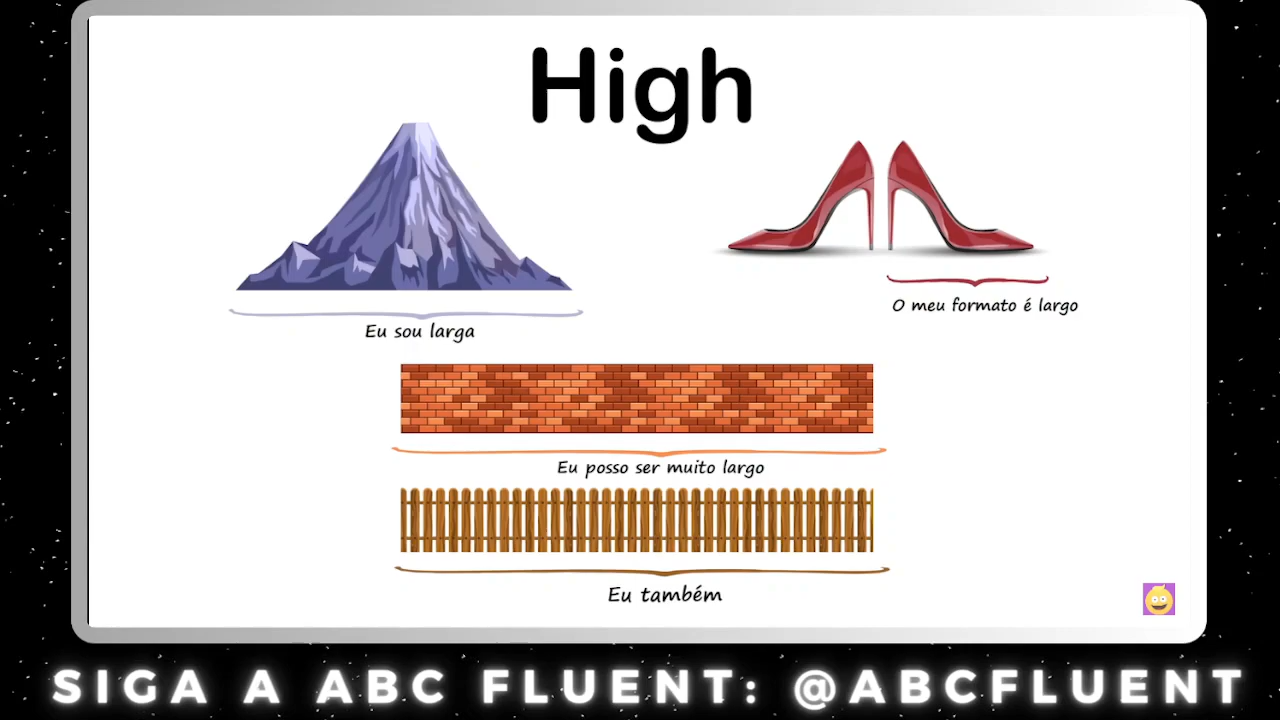 High
Eu sou larga
O meu formato é largo
Eu posso ser muito largo
Eu também
SIGA A ABC FLUENT: @ABCFLUENT